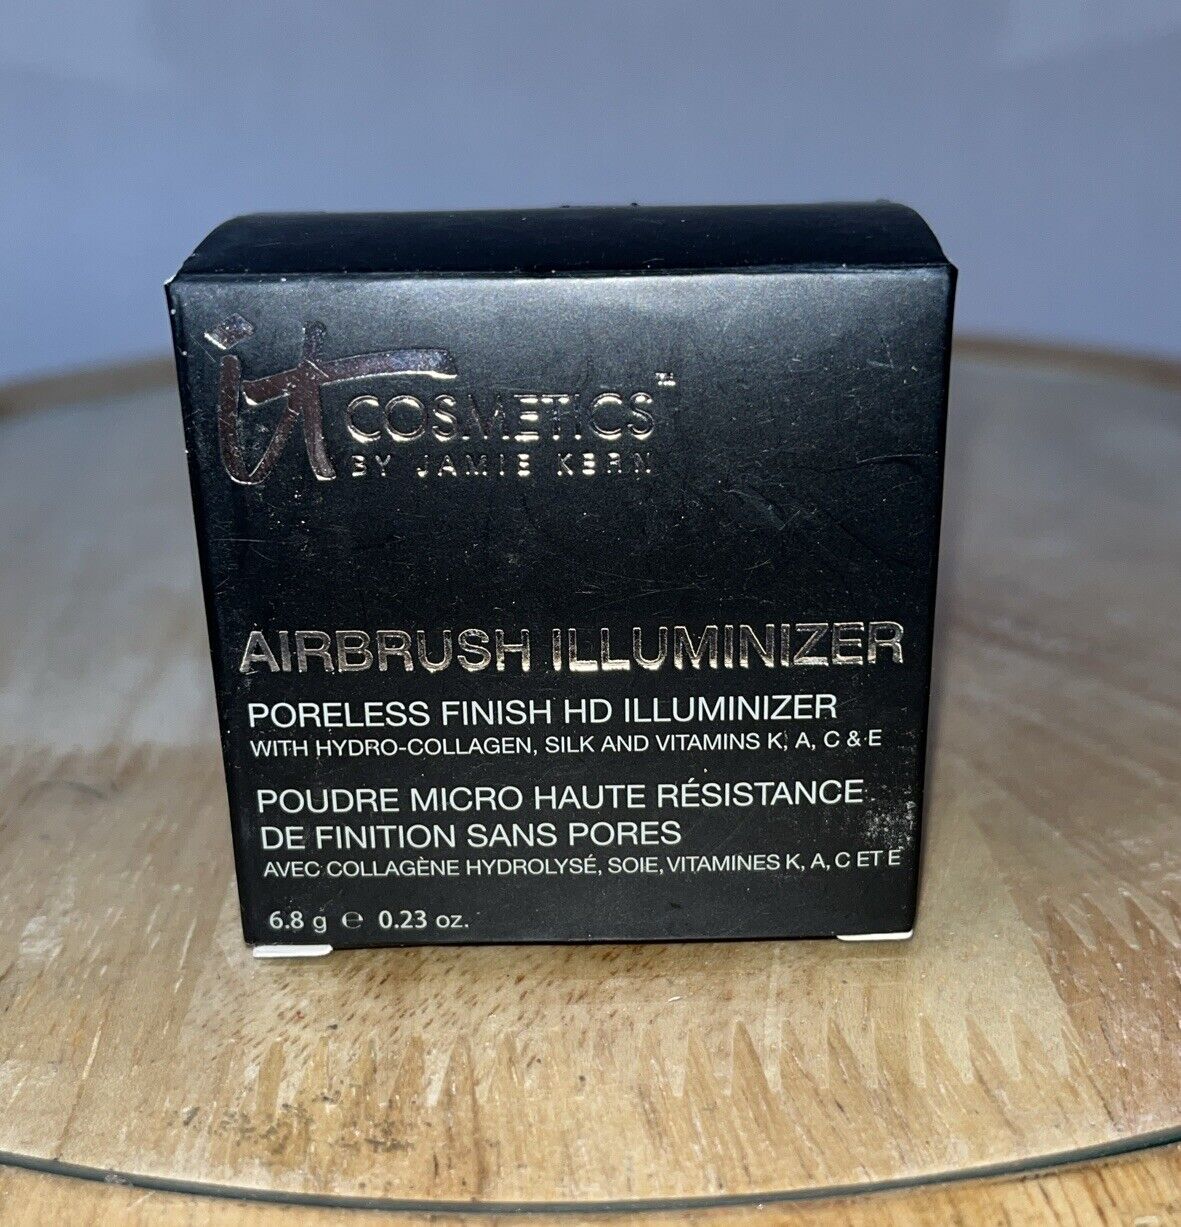 it COSMETICS™
BY JAMIE KERN
AIRBRUSH ILLUMINIZER
PORELESS FINISH HD ILLUMINIZER
WITH HYDRO-COLLAGEN, SILK AND VITAMINS K, A, C & E
POUDRE MICRO HAUTE RÉSISTANCE
DE FINITION SANS PORES
AVEC COLLAGÈNE HYDROLYSÉ, SOIE, VITAMINES K, A, C ET E
6.8 g ℮ 0.23 oz.